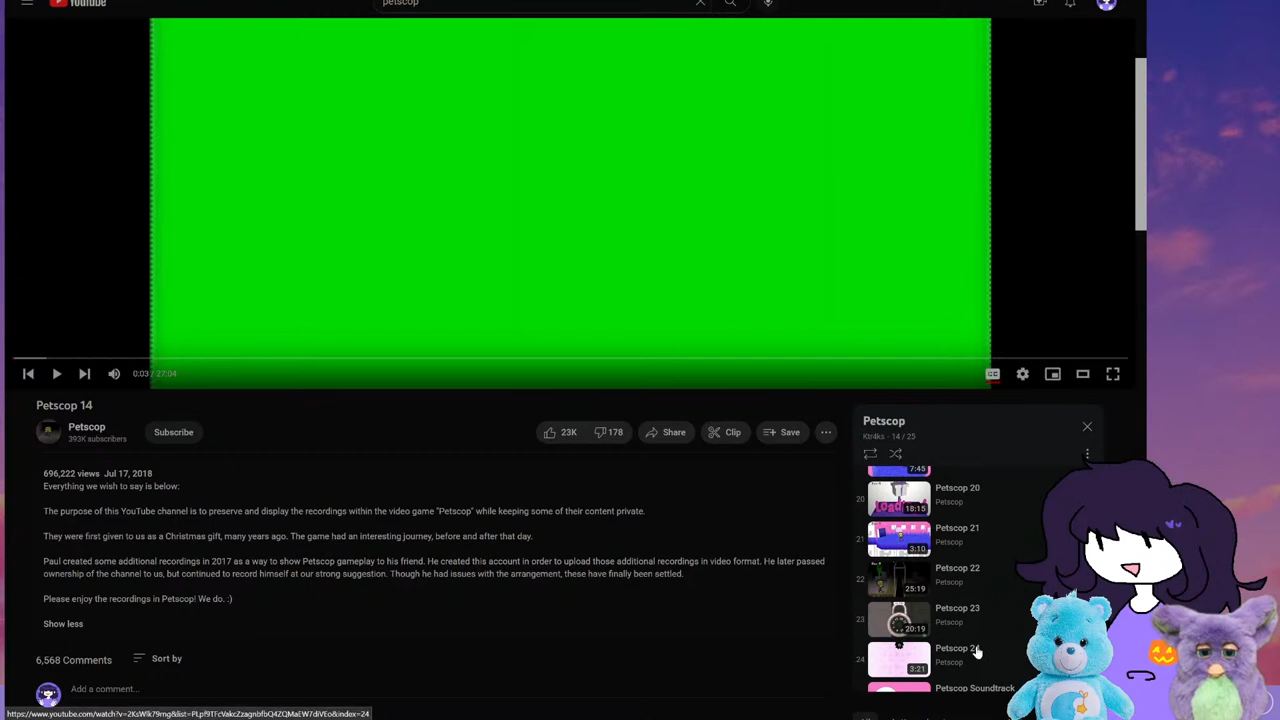 YouTube
petscop
0:03 / 27:04
CC
Petscop 14
Petscop
393K subscribers
Subscribe
23K
178
Share
Clip
Save
696,222 views Jul 17, 2018
Everything we wish to say is below:
The purpose of this YouTube channel is to preserve and display the recordings within the video game "Petscop" while keeping some of their content private.
They were first given to us as a Christmas gift, many years ago. The game had an interesting journey, before and after that day.
Paul created some additional recordings in 2017 as a way to show Petscop gameplay to his friend. He created this account in order to upload those additional recordings in video format. He later passed
ownership of the channel to us, but continued to record himself at our strong suggestion. Though he had issues with the arrangement, these have finally been settled.
Please enjoy the recordings in Petscop! We do. :)
Show less
6,568 Comments
Sort by
Add a comment...
Petscop
Ktr4ks - 14 / 25
7:45
20
18:15
Petscop 20
Petscop
21
3:10
Petscop 21
Petscop
22
25:19
Petscop 22
Petscop
23
20:19
Petscop 23
Petscop
24
3:21
Petscop 24
Petscop
Petscop Soundtrack